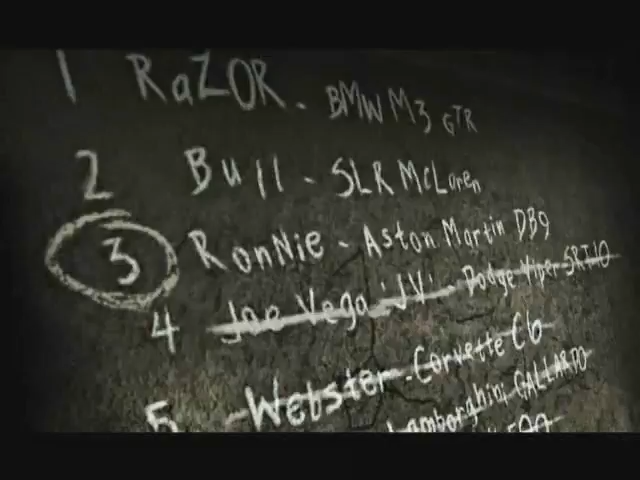 1 RaZOR - BMW M3 GTR
2 Bull - SLR McLaren
3 RonNie - Aston Martin DB9
4 Joe Vega 'JV' - Dodge Viper SRT10
5 Webster - Corvette C6
Lamborghini GALLARDO